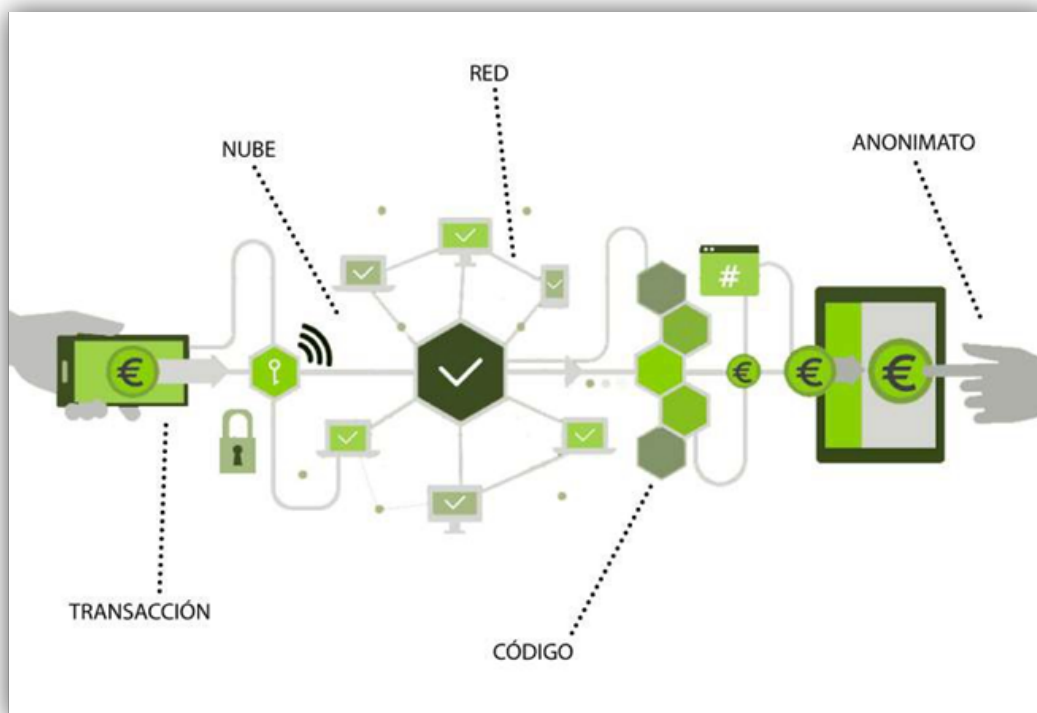 RED
NUBE
ANONIMATO
#
€
€
€
€
TRANSACCIÓN
CÓDIGO